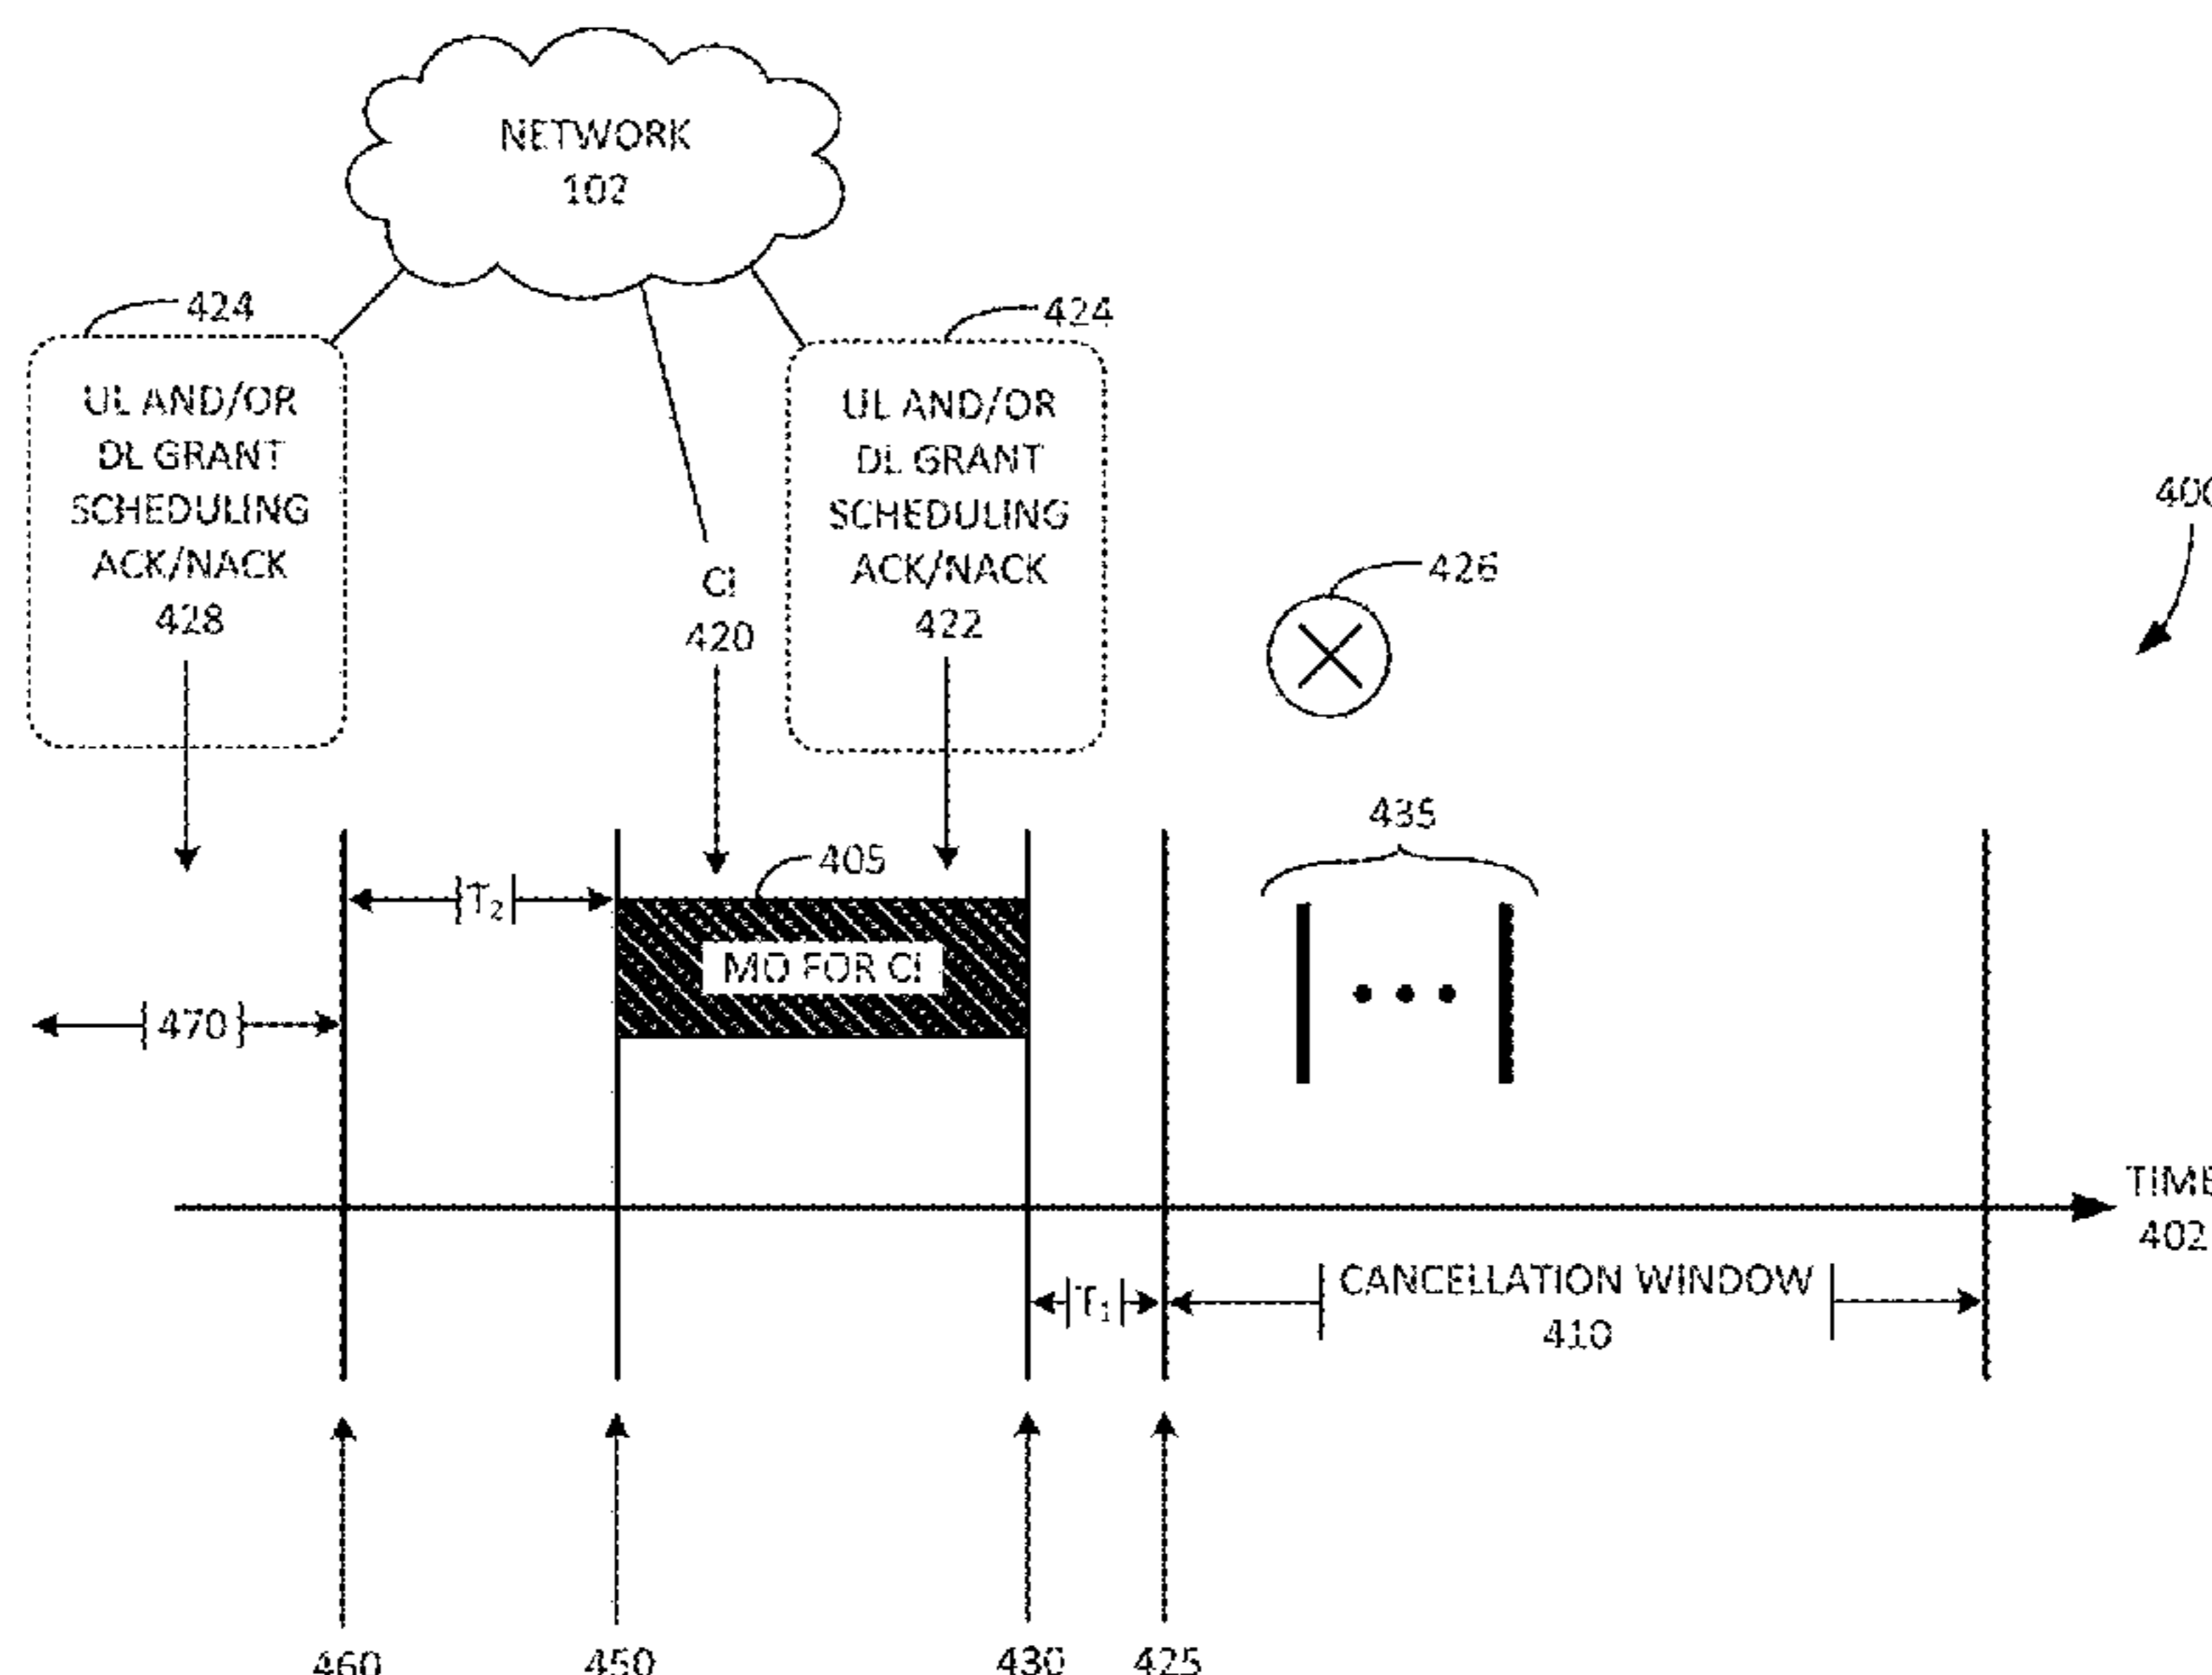 NETWORK
102
424
424
UL AND/OR
DL GRANT
SCHEDULING
ACK/NACK
428
CI
420
UL AND/OR
DL GRANT
SCHEDULING
ACK/NACK
422
426
400
435
405
T2
MO FOR CI
470
TIME
402
T1
CANCELLATION WINDOW
410
460
450
430
425